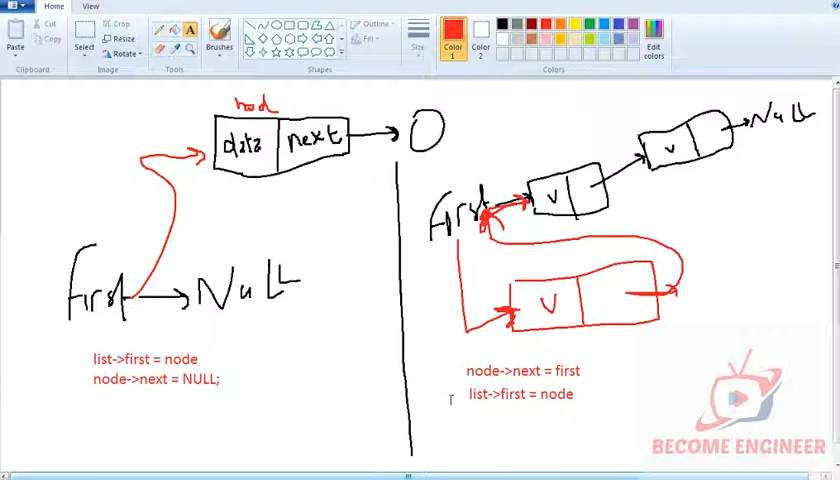 Home View
Paste
Cut
Copy
Clipboard
Select
Crop
Resize
Rotate
Image
A
Tools
Brushes
Shapes
Outline
Fill
Size
Color
1
Color
2
Edit
colors
Colors
nod
data next
First
NULL
list->first = node
node->next = NULL;
First
v
v
NULL
v
node->next = first
list->first = node
BECOME ENGINEER